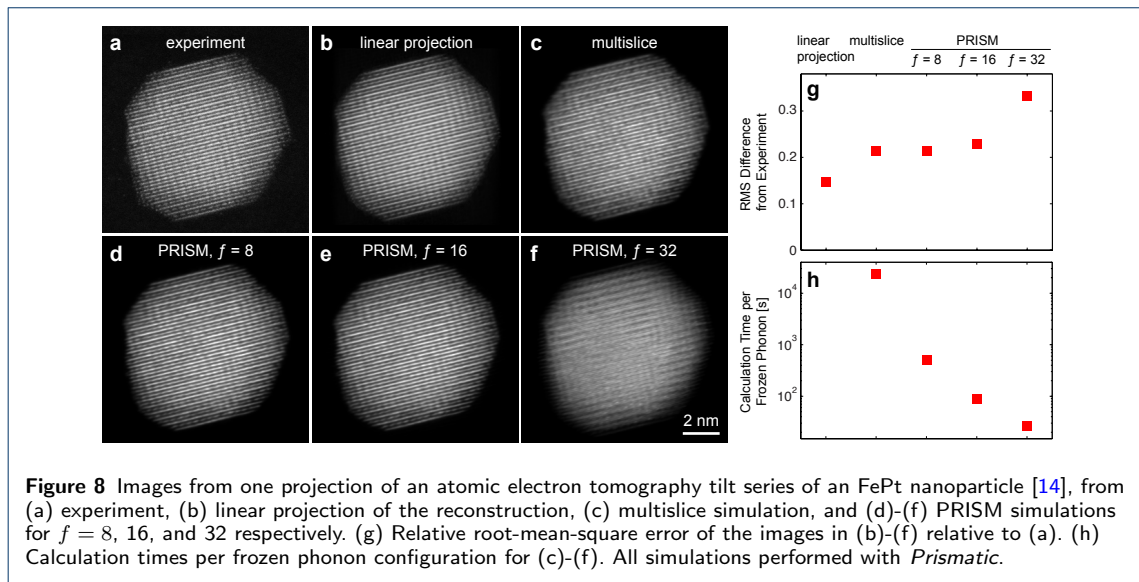 a
experiment
b
linear projection
c
multislice
d
PRISM, f = 8
e
PRISM, f = 16
f
PRISM, f = 32
2 nm
linear projection
multislice
PRISM
f = 8 f = 16 f = 32
g
RMS Difference
from Experiment
0.3
0.2
0.1
0
h
Calculation Time per
Frozen Phonon [s]
10^4
10^3
10^2
Figure 8 Images from one projection of an atomic electron tomography tilt series of an FePt nanoparticle [14], from
(a) experiment, (b) linear projection of the reconstruction, (c) multislice simulation, and (d)-(f) PRISM simulations
for f = 8, 16, and 32 respectively. (g) Relative root-mean-square error of the images in (b)-(f) relative to (a). (h)
Calculation times per frozen phonon configuration for (c)-(f). All simulations performed with Prismatic.